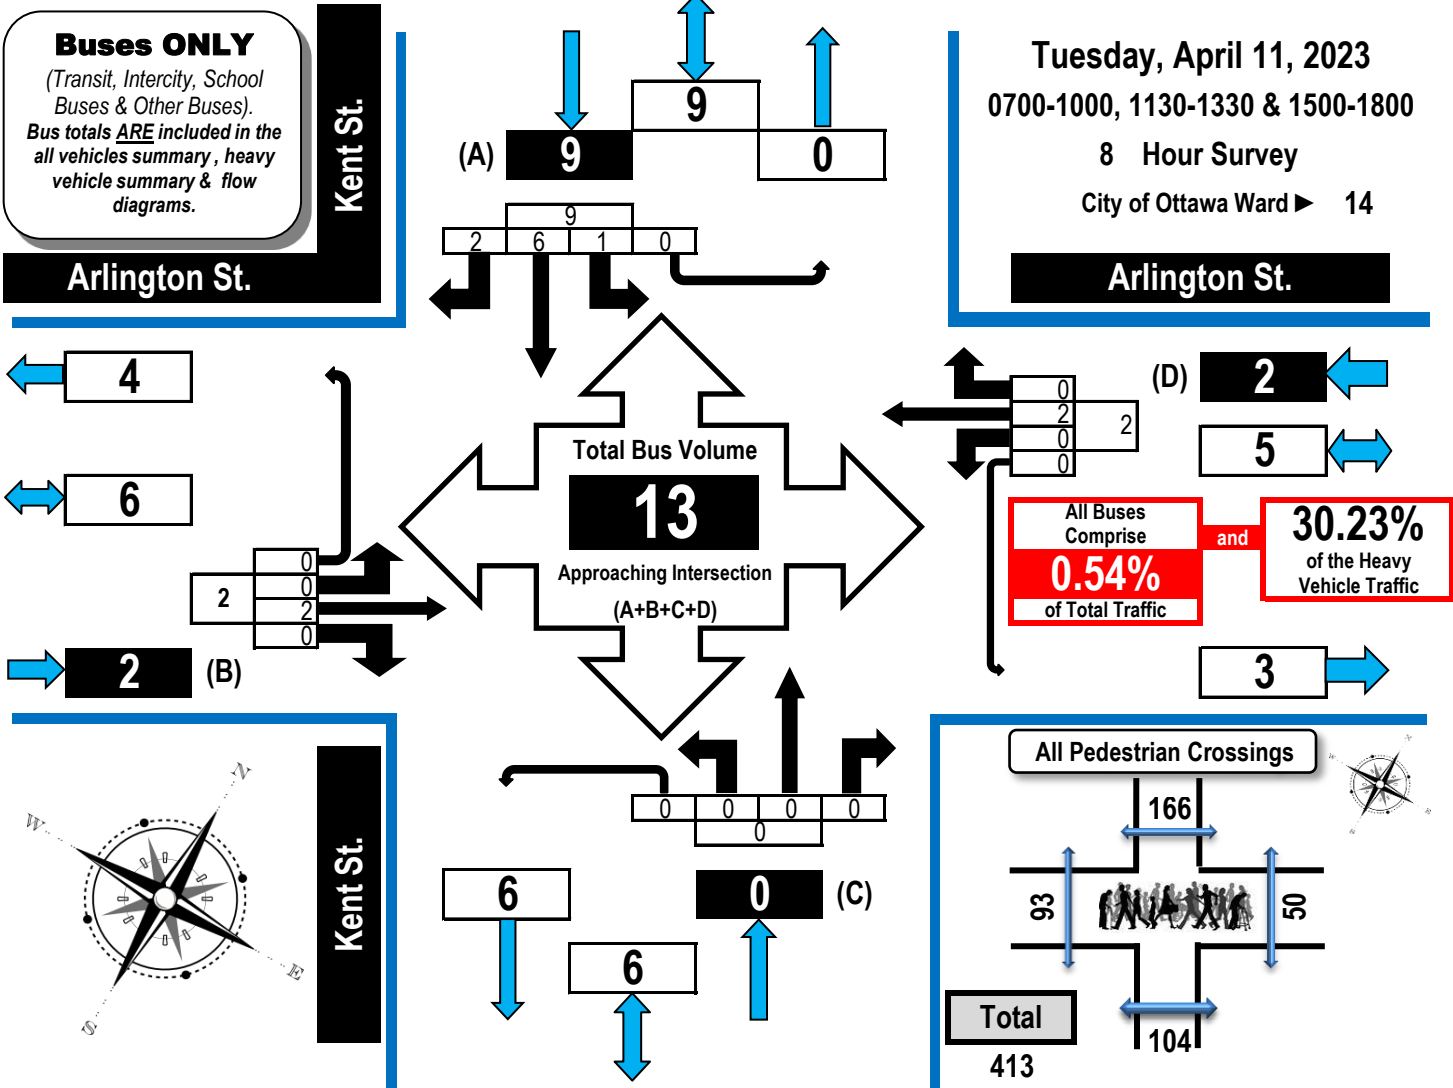 Buses ONLY
(Transit, Intercity, School
Buses & Other Buses).
Bus totals ARE included in the
all vehicles summary , heavy
vehicle summary & flow
diagrams.
Kent St.
Arlington St.
9
(A)
9
0
9
2 6 1 0
Tuesday, April 11, 2023
0700-1000, 1130-1330 & 1500-1800
8 Hour Survey
City of Ottawa Ward ► 14
Arlington St.
4
6
0
0
2
0
2
2
(B)
Total Bus Volume
13
Approaching Intersection
(A+B+C+D)
0
2
0
0
2
(D)
2
5
All Buses
Comprise
0.54%
of Total Traffic
and
30.23%
of the Heavy
Vehicle Traffic
3
N
W
E
S
Kent St.
0 0 0 0
0
6
0
(C)
6
All Pedestrian Crossings
N
W
E
S
166
93
50
104
Total
413